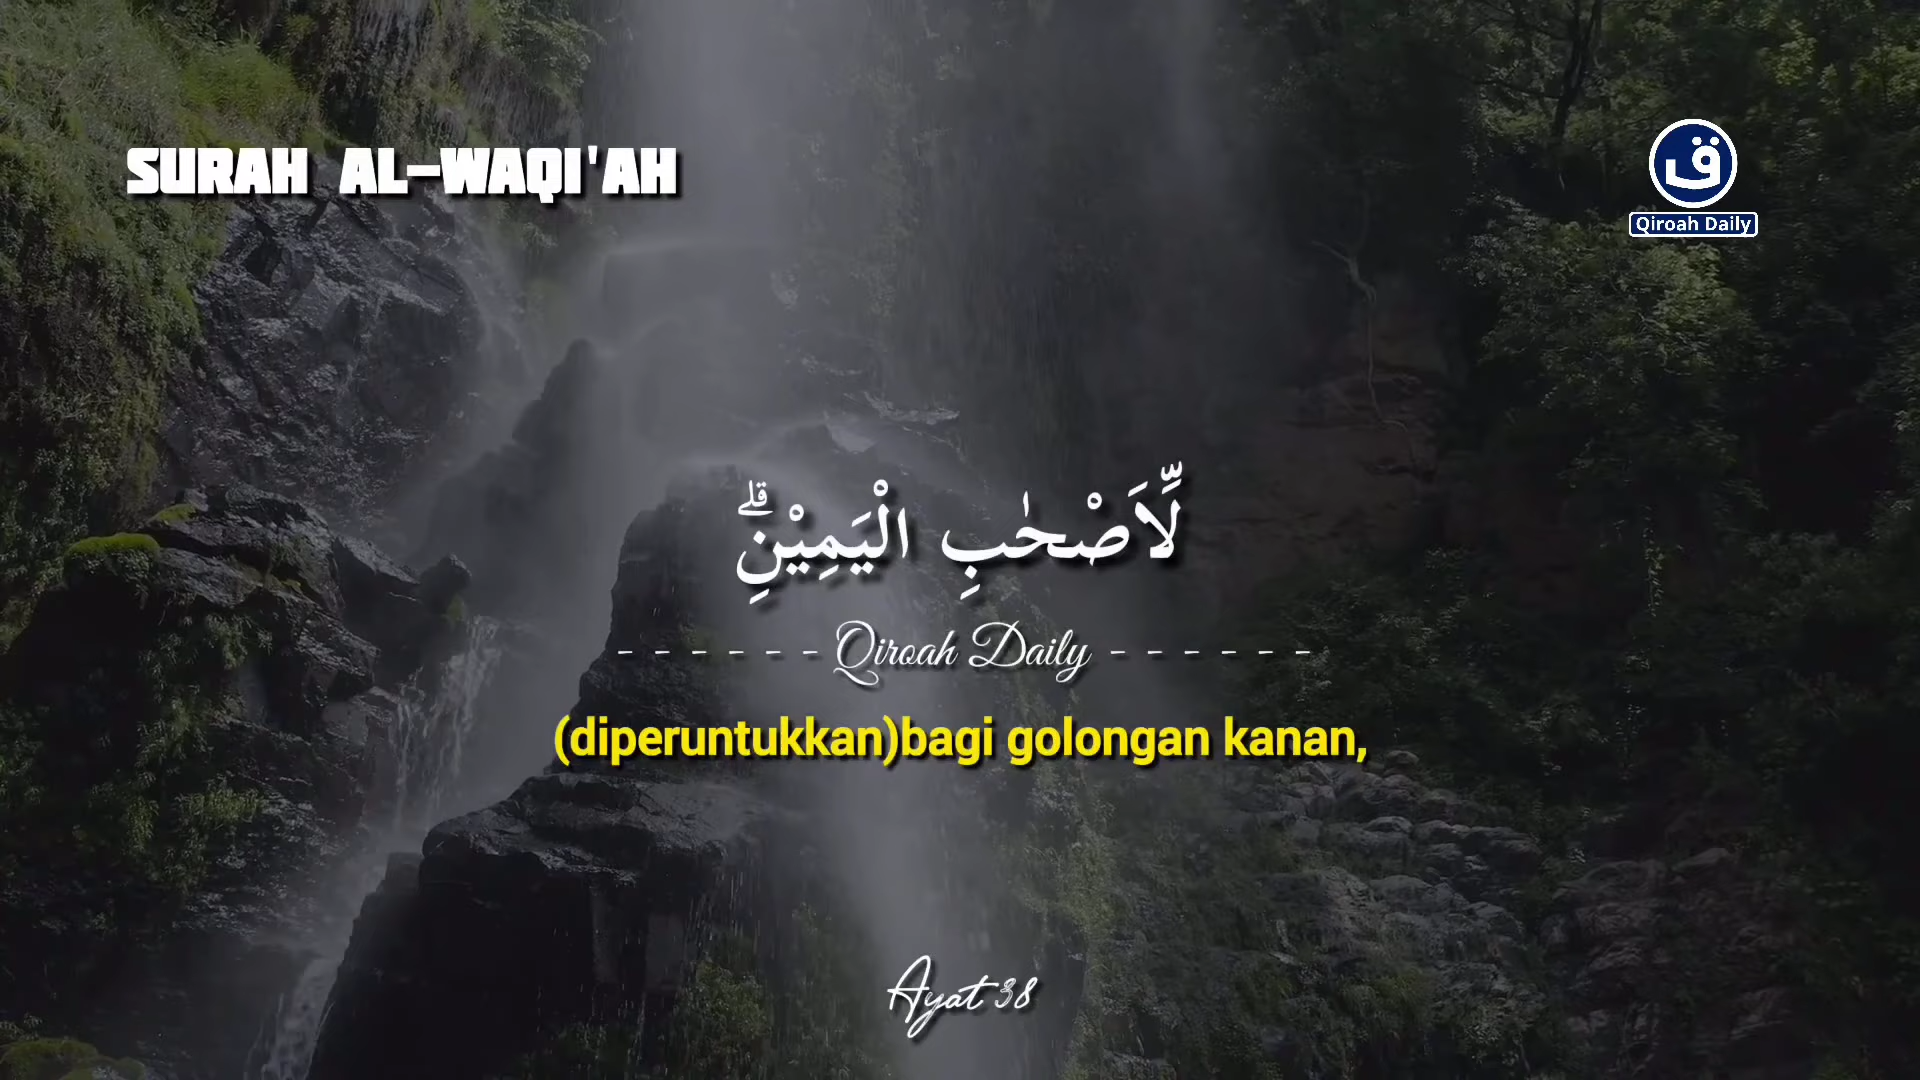 SURAH AL-WAQI'AH
ق
Qiroah Daily
لِّاَصْحٰبِ الْيَمِيْنِۗ
- - - - - - Qiroah Daily - - - - - -
(diperuntukkan)bagi golongan kanan,
Ayat 38